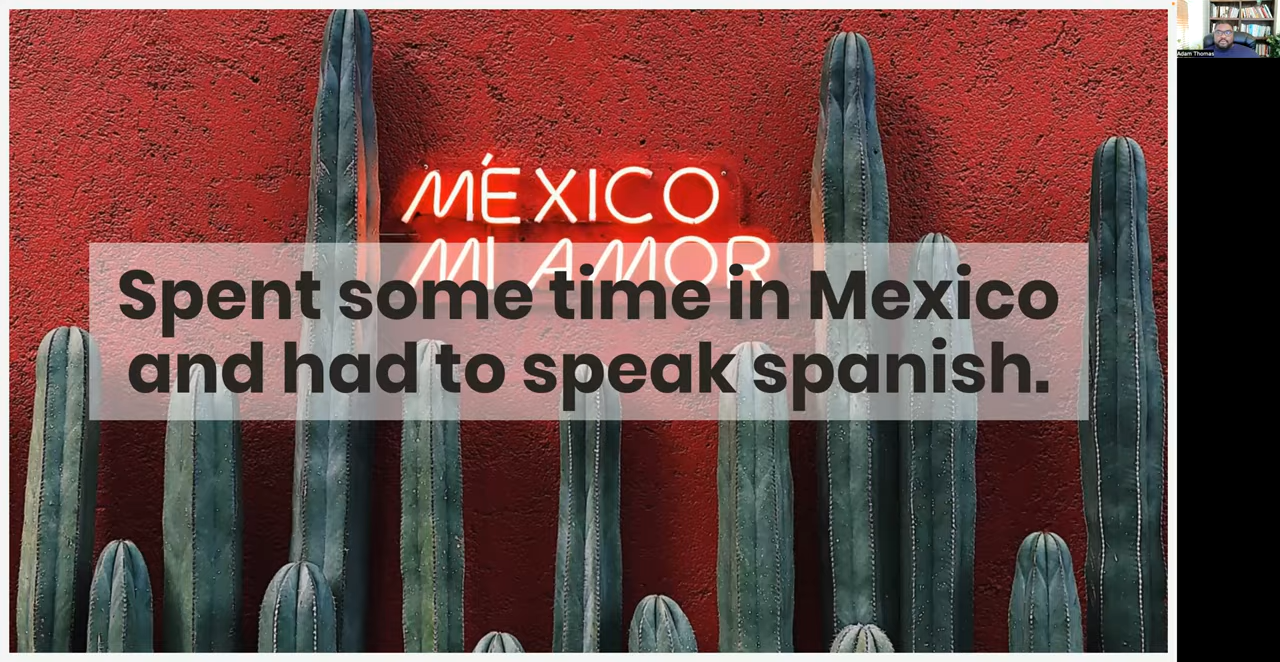 MÉXICO
MI AMOR
Spent some time in Mexico
and had to speak spanish.
Adam Thomas